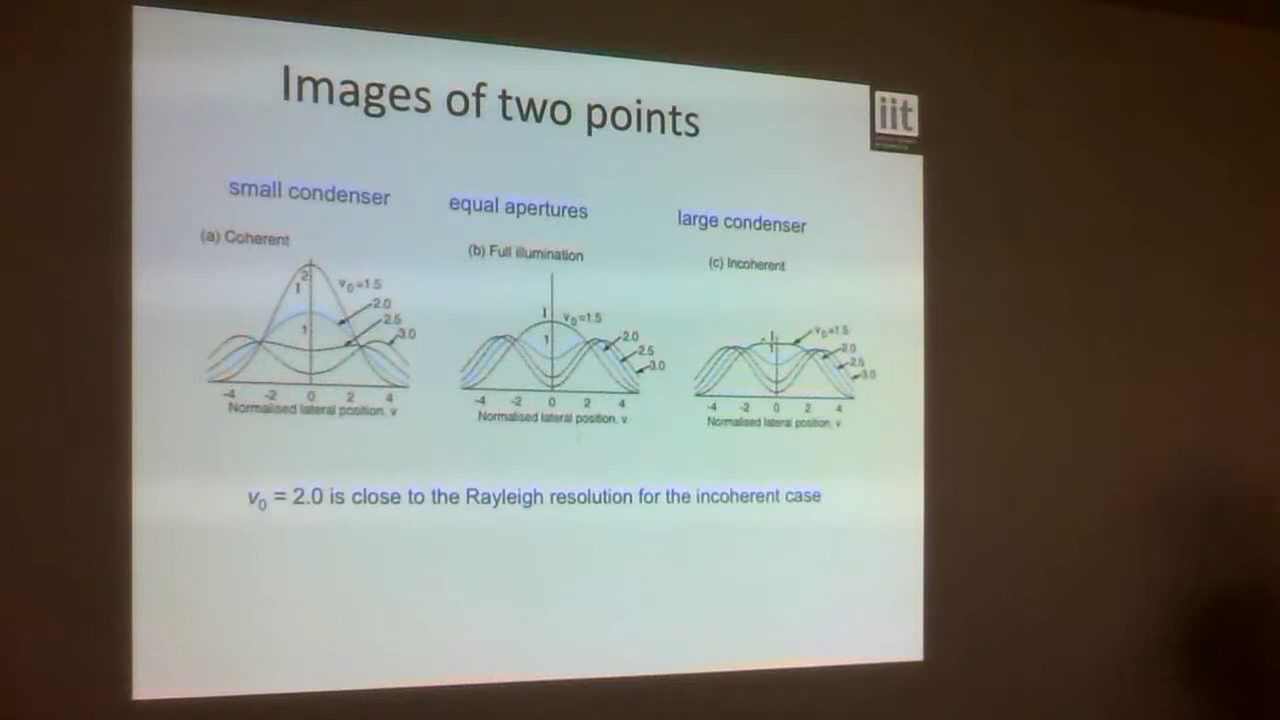 Images of two points
iit
small condenser
equal apertures
large condenser
(a) Coherent
(b) Full illumination
(c) Incoherent
v₀=1.5
2.0
2.5
3.0
2
1
1
-4 -2 0 2 4
Normalised lateral position, v
v₀=1.5
2.0
2.5
3.0
1
1
-4 -2 0 2 4
Normalised lateral position, v
v₀=1.5
2.0
2.5
3.0
1
1
-4 -2 0 2 4
Normalised lateral position, v
v₀ = 2.0 is close to the Rayleigh resolution for the incoherent case